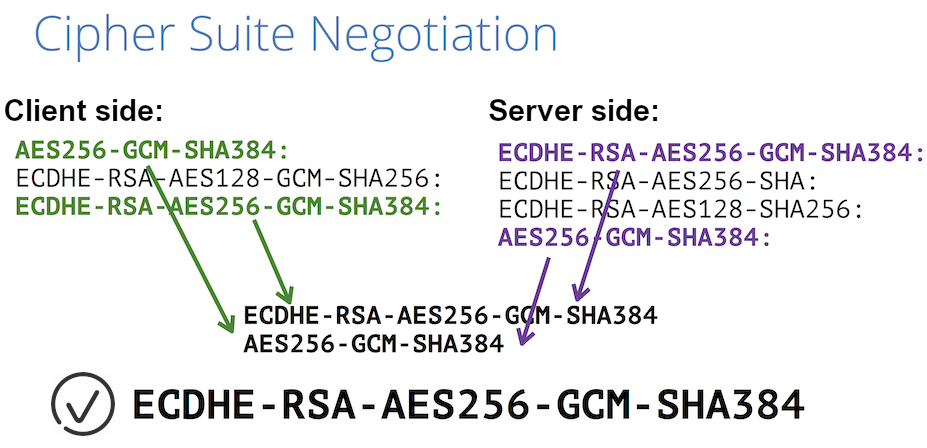 Cipher Suite Negotiation
Client side:
AES256-GCM-SHA384:
ECDHE-RSA-AES128-GCM-SHA256:
ECDHE-RSA-AES256-GCM-SHA384:
Server side:
ECDHE-RSA-AES256-GCM-SHA384:
ECDHE-RSA-AES256-SHA:
ECDHE-RSA-AES128-SHA256:
AES256-GCM-SHA384:
ECDHE-RSA-AES256-GCM-SHA384
AES256-GCM-SHA384
ECDHE-RSA-AES256-GCM-SHA384